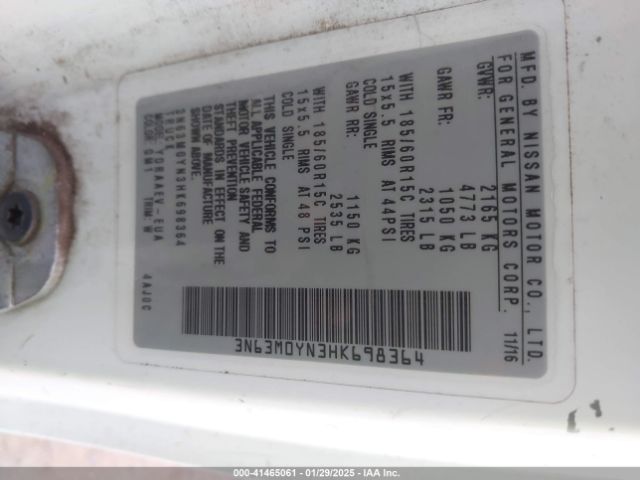 MFD. BY NISSAN MOTOR CO., LTD.
FOR GENERAL MOTORS CORP. 11/16
GVWR: 2165 KG
4773 LB
GAWR FR: 1050 KG
2315 LB
WITH 185/60R15C TIRES
15x5.5 RIMS AT 44PSI
COLD SINGLE
GAWR RR: 1150 KG
2535 LB
WITH 185/60R15C TIRES
15x5.5 RIMS AT 48 PSI
COLD SINGLE
THIS VEHICLE CONFORMS TO
ALL APPLICABLE FEDERAL
MOTOR VEHICLE SAFETY AND
THEFT PREVENTION
STANDARDS IN EFFECT ON THE
DATE OF MANUFACTURE
SHOWN ABOVE.
3N63M0YN3HK698364
COLOR QM1 TRIM: W
4AJ0C
3N63M0YN3HK698364
000-41465061 - 01/29/2025 - IAA Inc.